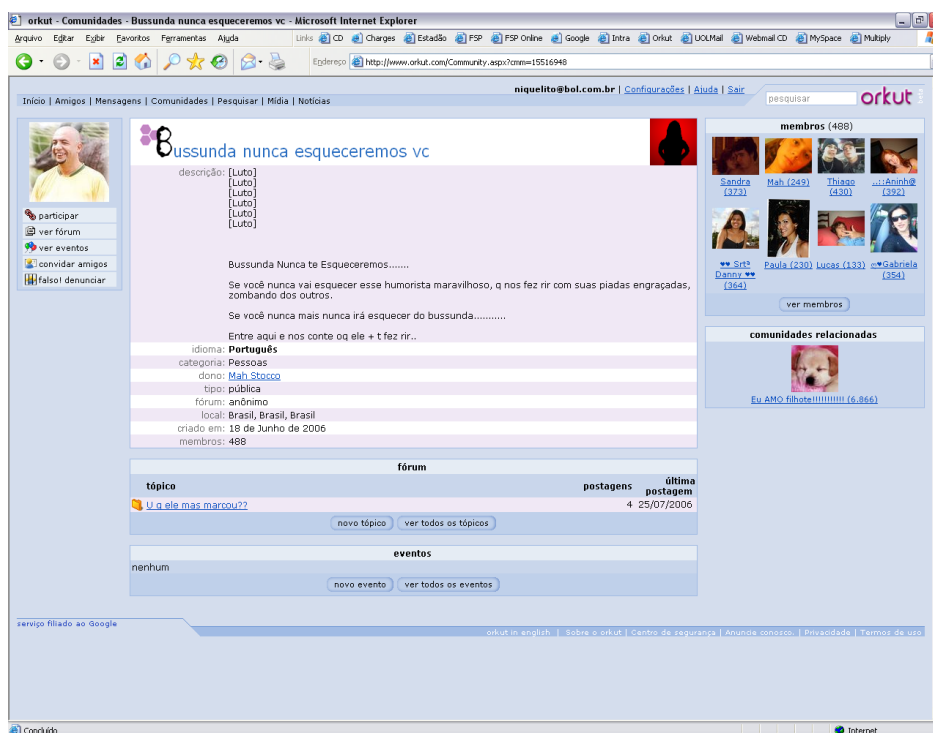 orkut - Comunidades - Bussunda nunca esqueceremos vc - Microsoft Internet Explorer
Arquivo Editar Exibir Favoritos Ferramentas Ajuda Links CD Charges Estadão FSP FSP Online Google Intra Orkut UOLMail Webmail CD MySpace Multiply
Endereço http://www.orkut.com/Community.aspx?cmm=15516948
niquelito@bol.com.br | Configurações | Ajuda | Sair
Início | Amigos | Mensagens | Comunidades | Pesquisar | Mídia | Notícias
pesquisar
orkut
participar
ver fórum
ver eventos
convidar amigos
falso! denunciar
Bussunda nunca esqueceremos vc
descrição: [Luto]
[Luto]
[Luto]
[Luto]
[Luto]
[Luto]
Bussunda Nunca te Esqueceremos.......
Se você nunca vai esquecer esse humorista maravilhoso, q nos fez rir com suas piadas engraçadas,
zombando dos outros.
Se você nunca mais nunca irá esquecer do bussunda...........
Entre aqui e nos conte oq ele + t fez rir..
idioma: Português
categoria: Pessoas
dono: Mah Stocco
tipo: pública
fórum: anônimo
local: Brasil, Brasil, Brasil
criado em: 18 de Junho de 2006
membros: 488
fórum
tópico postagens última postagem
U q ele mas marcou?? 4 25/07/2006
novo tópico ver todos os tópicos
eventos
nenhum
novo evento ver todos os eventos
membros (488)
Sandra (373)
Mah (249)
Thiago (430)
..::Aninh@ (392)
♥♥ Srtª Danny ♥♥ (364)
Paula (230)
Lucas (133)
Gabriela (354)
ver membros
comunidades relacionadas
Eu AMO filhote!!!!!!!!!!! (6.866)
serviço filiado ao Google
orkut in english | Sobre o orkut | Centro de segurança | Anuncie conosco. | Privacidade | Termos de uso
Concluído
Internet